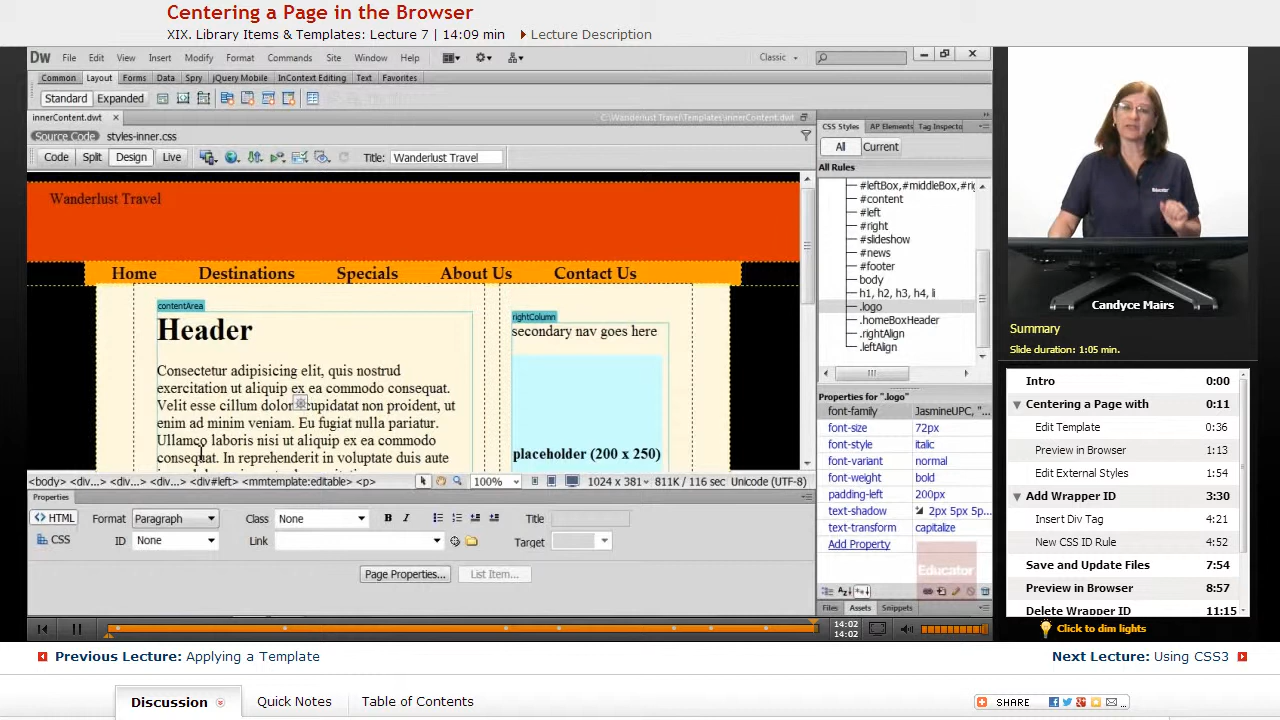 Centering a Page in the Browser
XIX. Library Items & Templates: Lecture 7 | 14:09 min
Lecture Description
Dw File Edit View Insert Modify Format Commands Site Window Help Classic
Common Layout Forms Data Spry jQuery Mobile InContext Editing Text Favorites
Standard Expanded
innerContent.dwt
C:\Wanderlust Travel\Templates\innerContent.dwt
Source Code styles-inner.css
Code Split Design Live Title: Wanderlust Travel
Wanderlust Travel
Home Destinations Specials About Us Contact Us
contentArea
Header
Consectetur adipisicing elit, quis nostrud
exercitation ut aliquip ex ea commodo consequat.
Velit esse cillum dolor cupidatat non proident, ut
enim ad minim veniam. Eu fugiat nulla pariatur.
Ullamco laboris nisi ut aliquip ex ea commodo
consequat. In reprehenderit in voluptate duis aute
rightColumn
secondary nav goes here
placeholder (200 x 250)
<body> <div...> <div...> <div...> <div#left> <mmtemplate:editable> <p>
100% 1024 x 381 811K / 116 sec Unicode (UTF-8)
Properties
<> HTML Format Paragraph Class None B I Title
CSS ID None Link Target
Page Properties... List Item...
CSS Styles AP Elements Tag Inspecto
All Current
All Rules
#leftBox,#middleBox,#ri
#content
#left
#right
#slideshow
#news
#footer
body
h1, h2, h3, h4, li
.logo
.homeBoxHeader
.rightAlign
.leftAlign
Properties for ".logo"
font-family JasmineUPC, "...
font-size 72px
font-style italic
font-variant normal
font-weight bold
padding-left 200px
text-shadow 2px 5px 5p...
text-transform capitalize
Add Property
Educator
Files Assets Snippets
14:02
14:02
Educator
Candyce Mairs
Summary
Slide duration: 1:05 min.
Intro 0:00
Centering a Page with 0:11
Edit Template 0:36
Preview in Browser 1:09
Edit External Styles 1:54
Add Wrapper ID 3:30
Insert Div Tag 4:21
New CSS ID Rule 4:52
Save and Update Files 7:54
Preview in Browser 8:57
Delete Wrapper ID 11:15
Click to dim lights
Previous Lecture: Applying a Template
Next Lecture: Using CSS3
Discussion Quick Notes Table of Contents
SHARE